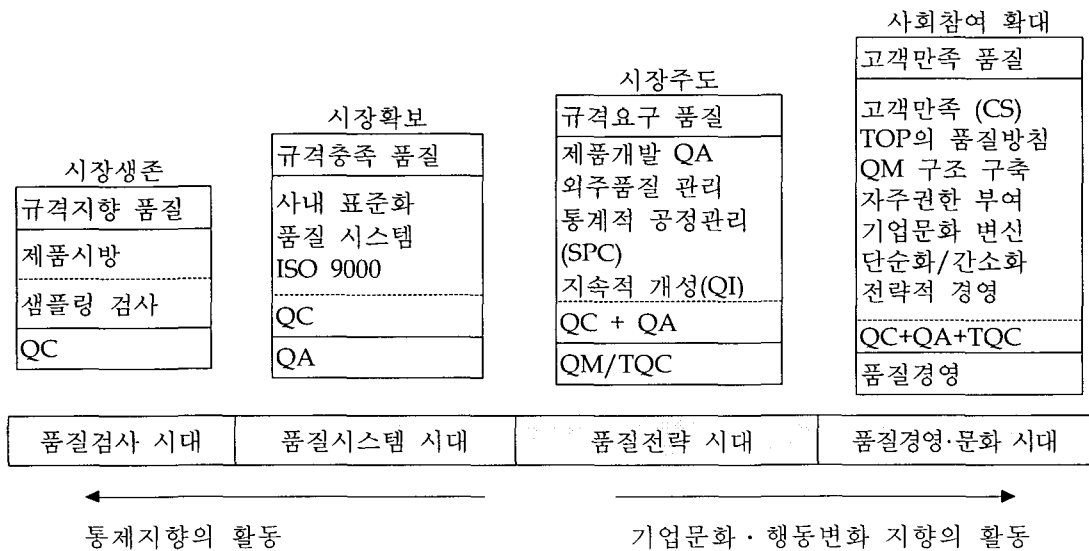 시장생존
규격지향 품질
제품시방
샘플링 검사
QC
시장확보
규격충족 품질
사내 표준화
품질 시스템
ISO 9000
QC
QA
시장주도
규격요구 품질
제품개발 QA
외주품질 관리
통계적 공정관리
(SPC)
지속적 개성(QI)
QC + QA
QM/TQC
사회참여 확대
고객만족 품질
고객만족 (CS)
TOP의 품질방침
QM 구조 구축
자주권한 부여
기업문화 변신
단순화/간소화
전략적 경영
QC+QA+TQC
품질경영
품질검사 시대
품질시스템 시대
품질전략 시대
품질경영·문화 시대
통제지향의 활동
기업문화 · 행동변화 지향의 활동